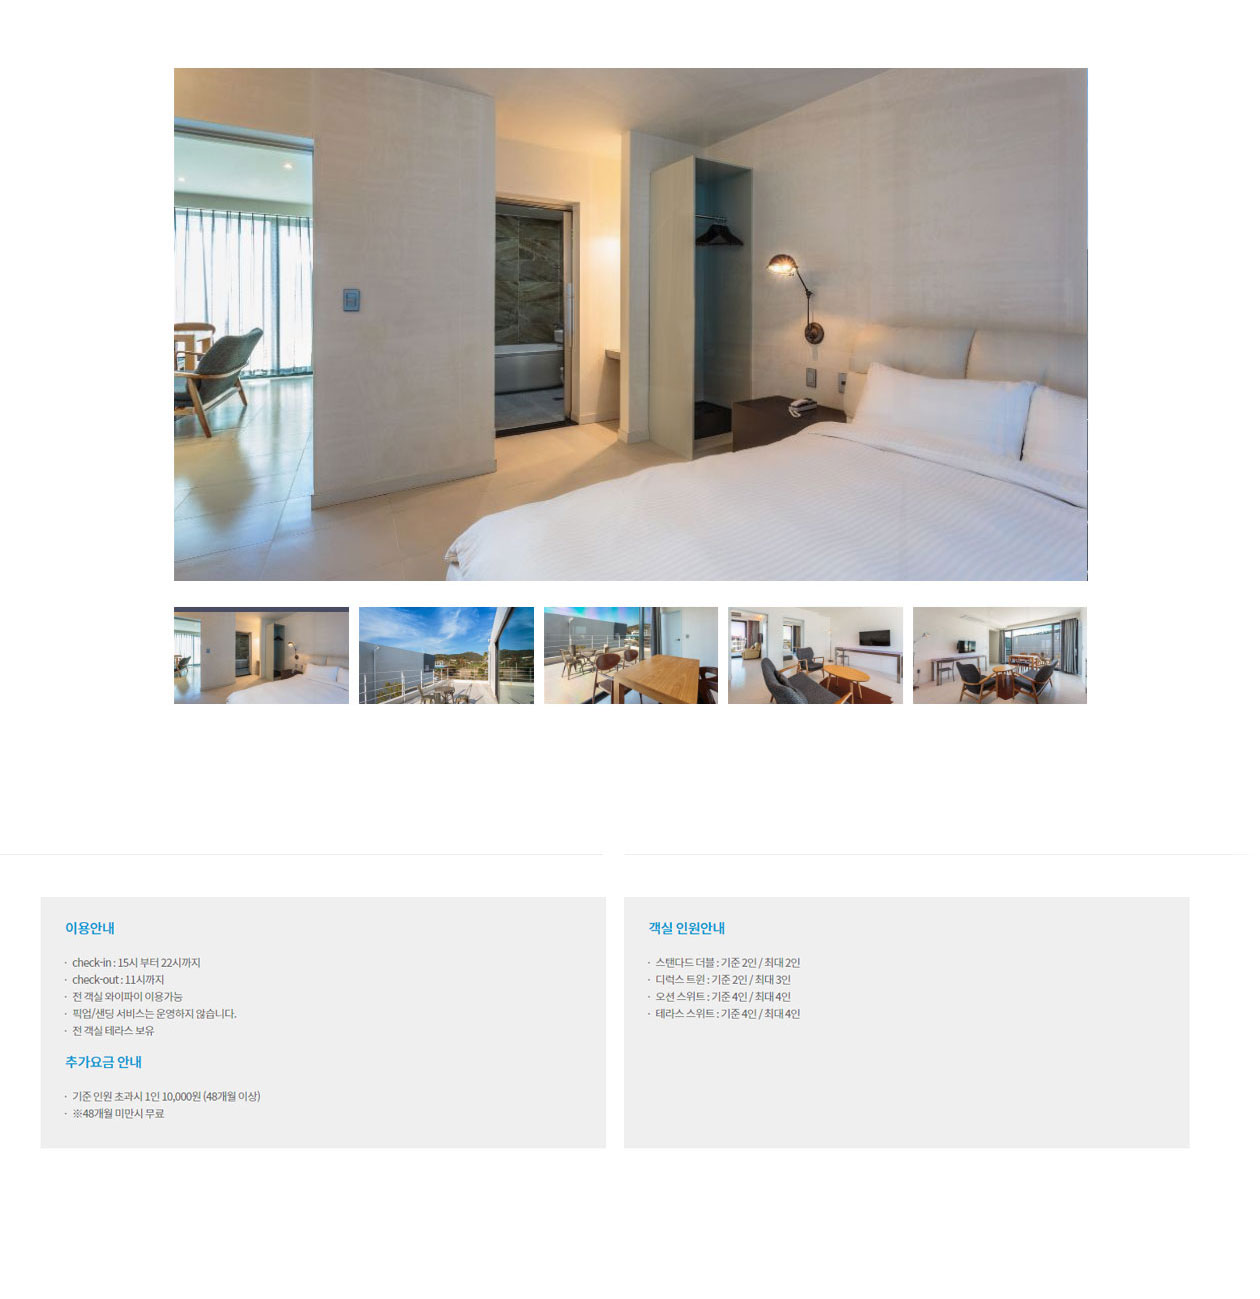 이용안내
· check-in : 15시 부터 22시까지
· check-out : 11시까지
· 전 객실 와이파이 이용가능
· 픽업/샌딩 서비스는 운영하지 않습니다.
· 전 객실 테라스 보유
추가요금 안내
· 기준 인원 초과시 1인 10,000원 (48개월 이상)
· ※48개월 미만시 무료
객실 인원안내
· 스탠다드 더블 : 기준 2인 / 최대 2인
· 디럭스 트윈 : 기준 2인 / 최대 3인
· 오션 스위트 : 기준 4인 / 최대 4인
· 테라스 스위트 : 기준 4인 / 최대 4인